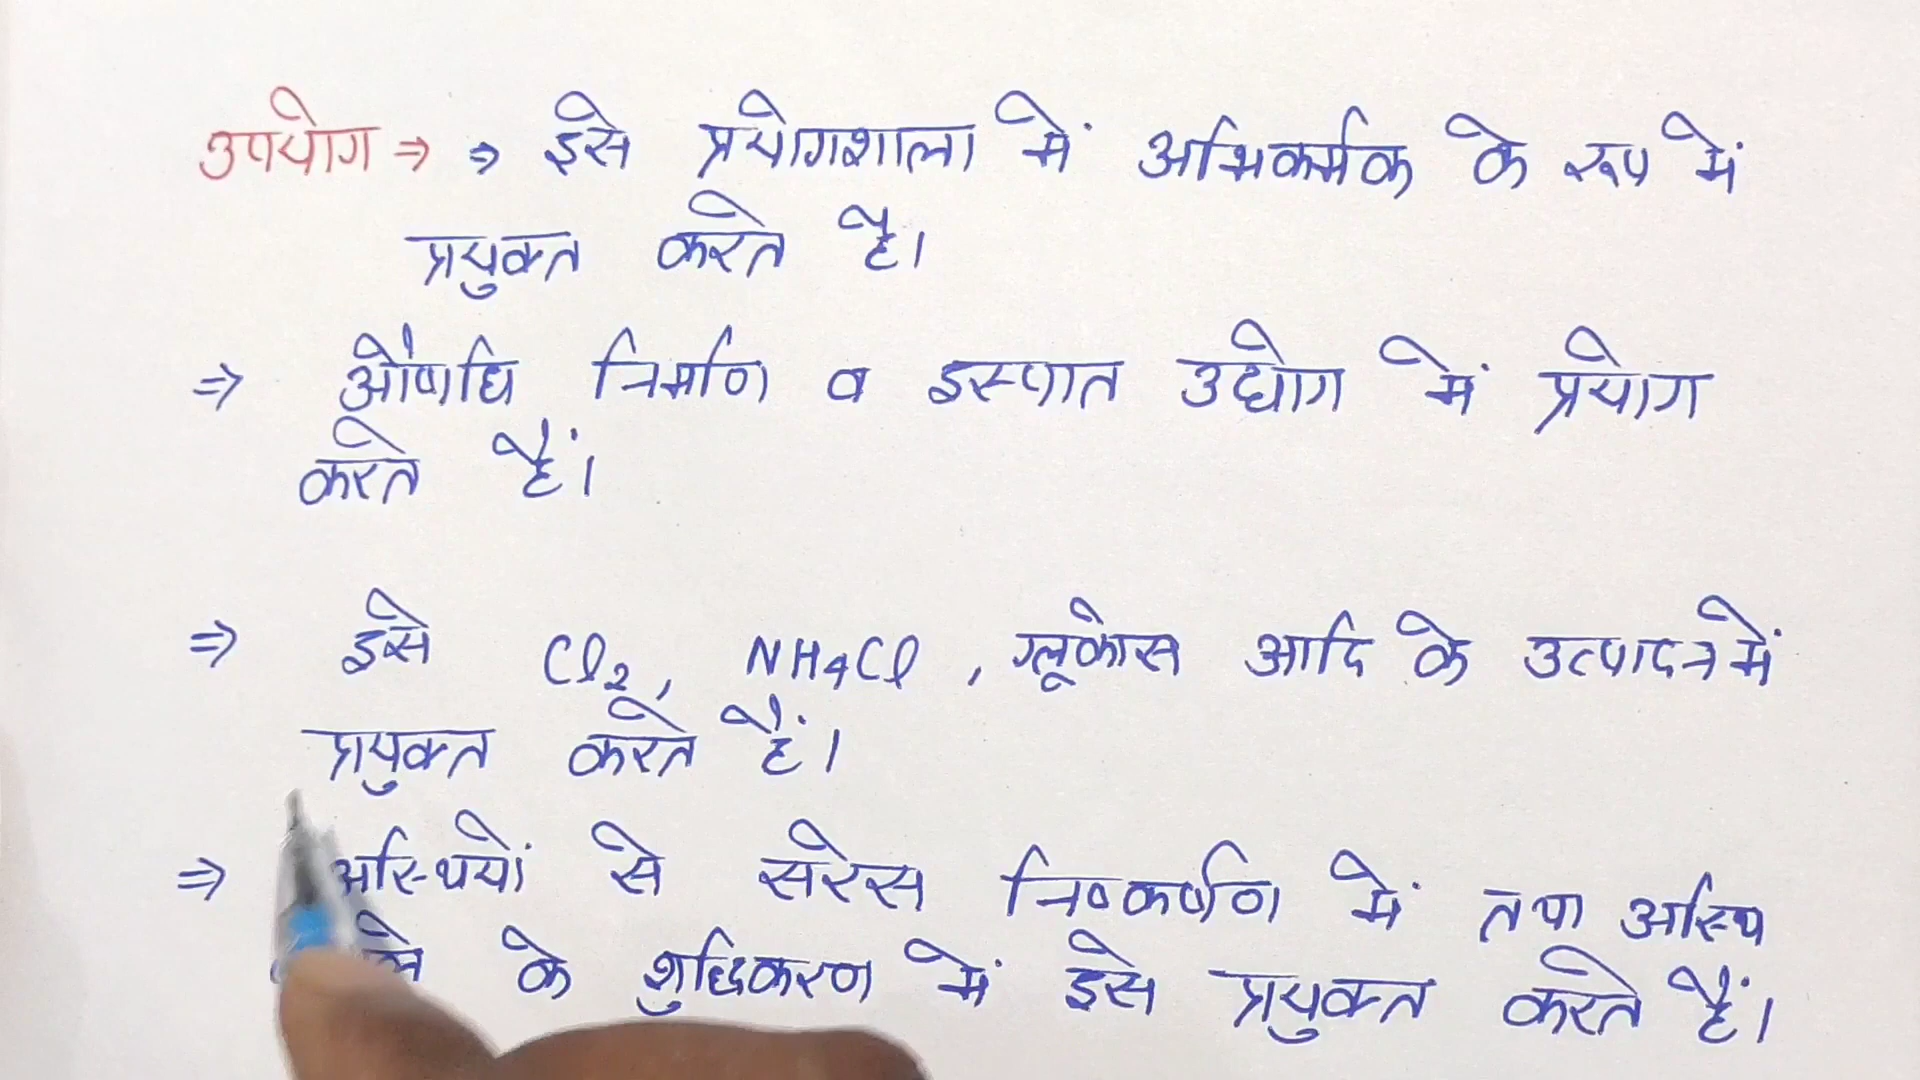 उपयोग ⇒ ⇒ इसे प्रयोगशाला में अभिकर्मक के रूप में
प्रयुक्त करते है।
⇒ औषधि निर्माण व इस्पात उद्योग में प्रयोग
करते हैं।
⇒ इसे Cl₂, NH₄Cl, ग्लूकोस आदि के उत्पादन में
प्रयुक्त करते हैं।
⇒ अस्थियों से सरेस निष्कर्षण में तथा अस्थि
के शुद्धिकरण में इसे प्रयुक्त करते हैं।